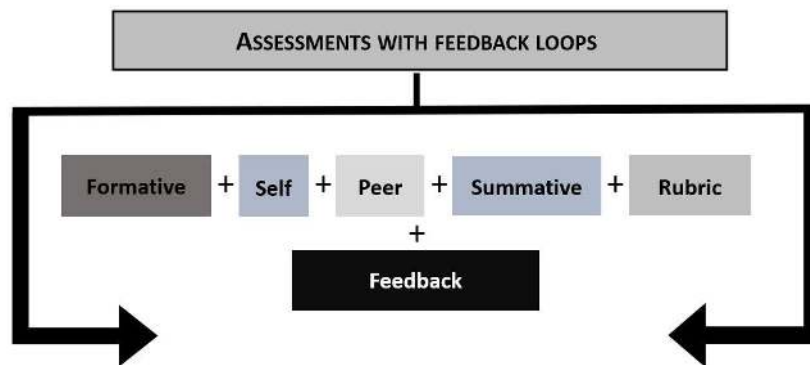 ASSESSMENTS WITH FEEDBACK LOOPS
Formative + Self + Peer + Summative + Rubric
+
Feedback